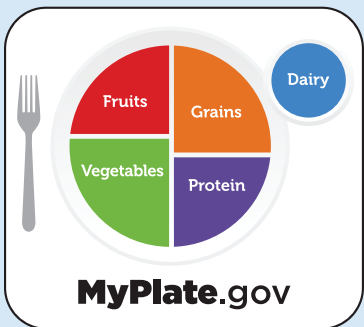 Dairy
Fruits
Grains
Vegetables
Protein
MyPlate.gov